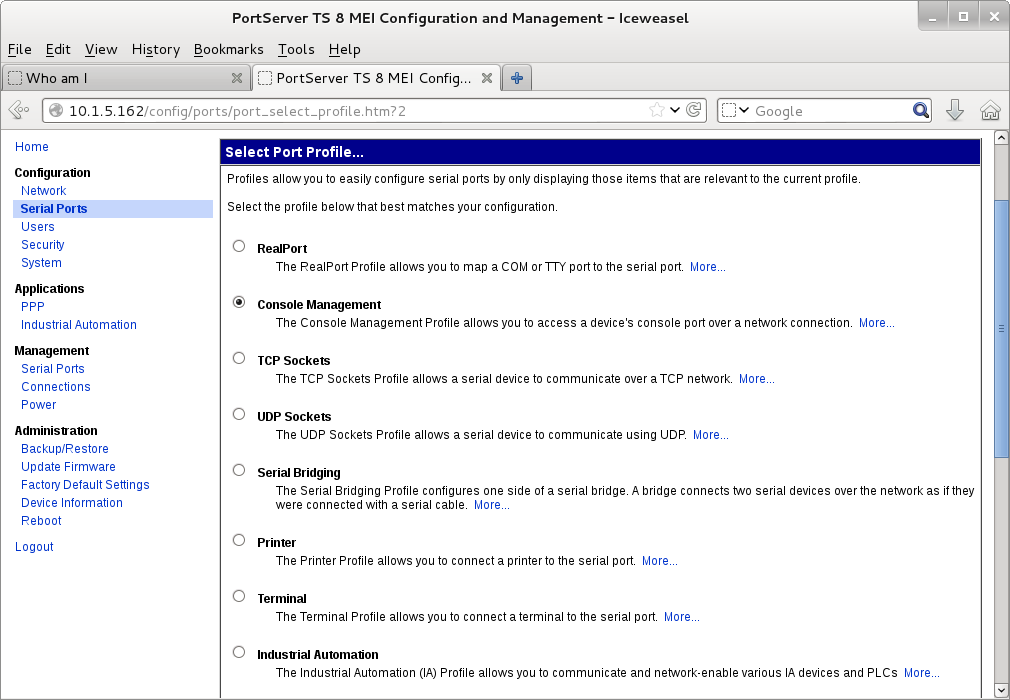 PortServer TS 8 MEI Configuration and Management – Iceweasel
File Edit View History Bookmarks Tools Help
Who am I
PortServer TS 8 MEI Config...
10.1.5.162/config/ports/port_select_profile.htm?2
Google
Home
Configuration
Network
Serial Ports
Users
Security
System
Applications
PPP
Industrial Automation
Management
Serial Ports
Connections
Power
Administration
Backup/Restore
Update Firmware
Factory Default Settings
Device Information
Reboot
Logout
Select Port Profile...
Profiles allow you to easily configure serial ports by only displaying those items that are relevant to the current profile.
Select the profile below that best matches your configuration.
RealPort
The RealPort Profile allows you to map a COM or TTY port to the serial port. More...
Console Management
The Console Management Profile allows you to access a device's console port over a network connection. More...
TCP Sockets
The TCP Sockets Profile allows a serial device to communicate over a TCP network. More...
UDP Sockets
The UDP Sockets Profile allows a serial device to communicate using UDP. More...
Serial Bridging
The Serial Bridging Profile configures one side of a serial bridge. A bridge connects two serial devices over the network as if they
were connected with a serial cable. More...
Printer
The Printer Profile allows you to connect a printer to the serial port. More...
Terminal
The Terminal Profile allows you to connect a terminal to the serial port. More...
Industrial Automation
The Industrial Automation (IA) Profile allows you to communicate and network-enable various IA devices and PLCs More...